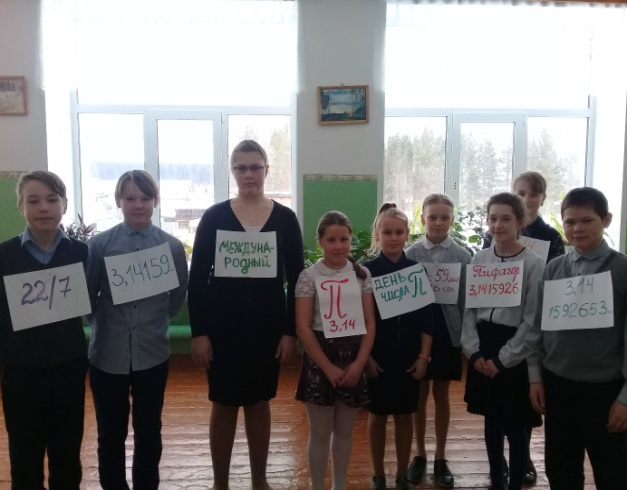 22/7
3,14159
МЕЖДУНА-
РОДНЫЙ
П
3,14
ДЕНЬ
ЧИСЛА П
Пифагор
3,1415926
3,14
1592653...